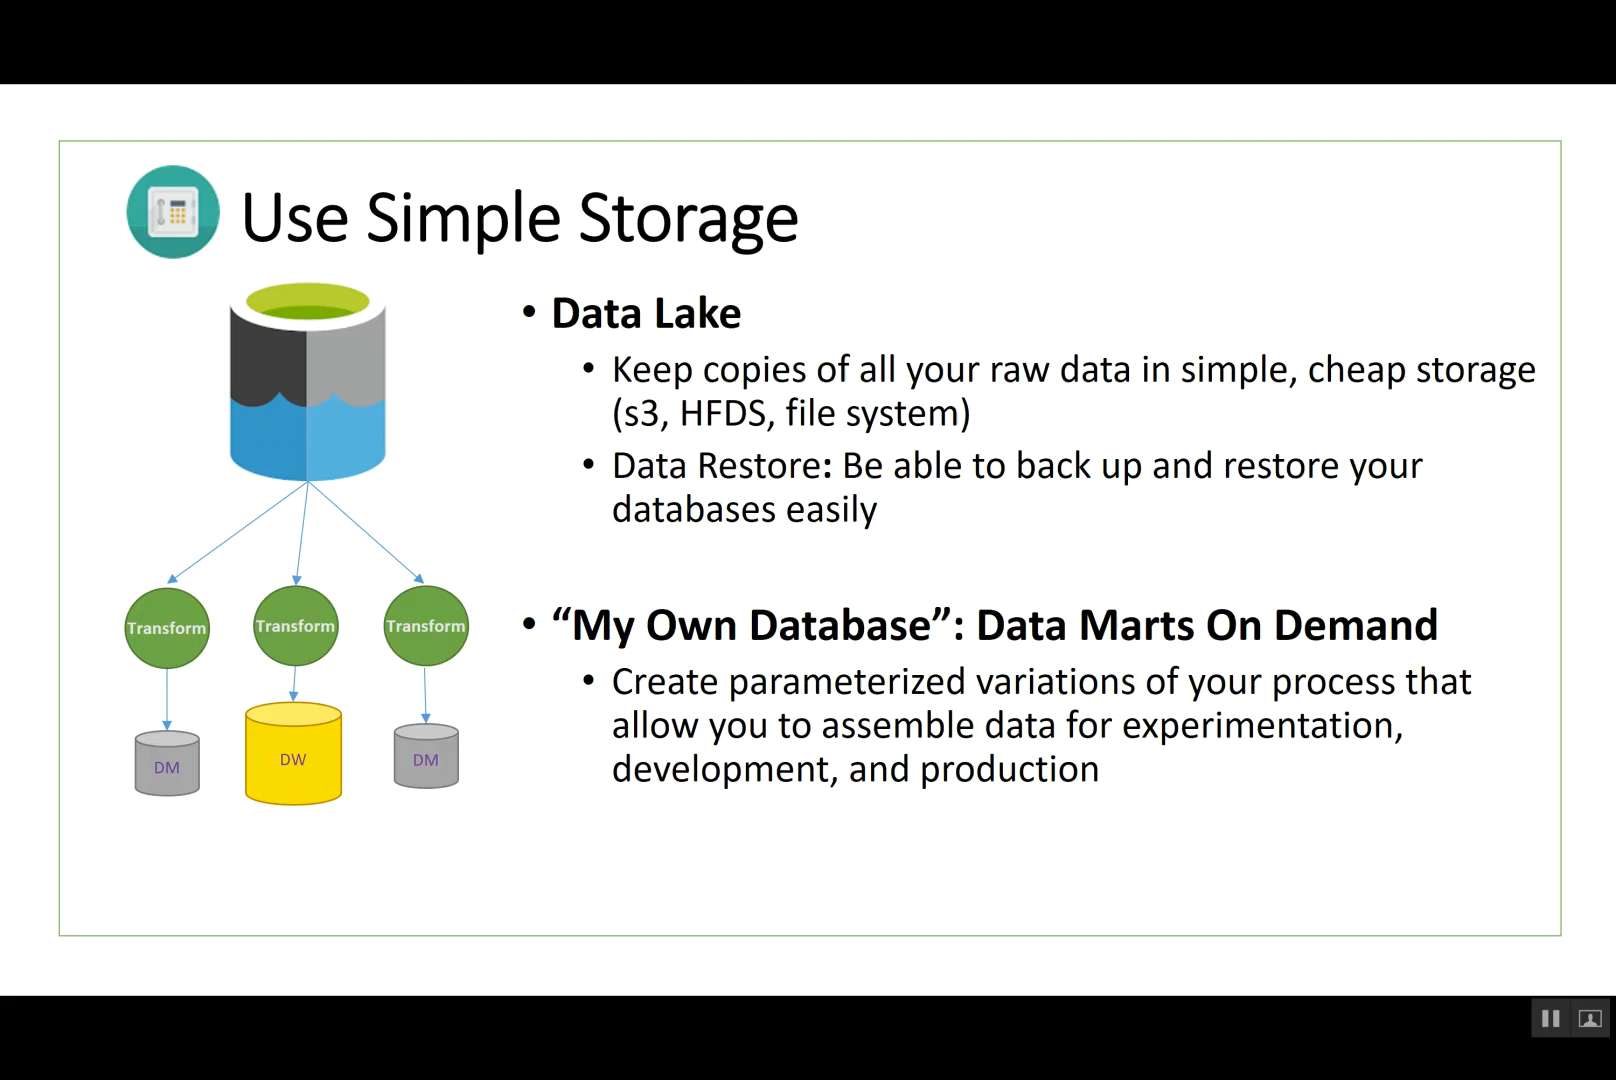 Use Simple Storage
• Data Lake
• Keep copies of all your raw data in simple, cheap storage
(s3, HFDS, file system)
• Data Restore: Be able to back up and restore your
databases easily
• “My Own Database”: Data Marts On Demand
• Create parameterized variations of your process that
allow you to assemble data for experimentation,
development, and production
Transform
Transform
Transform
DM
DW
DM